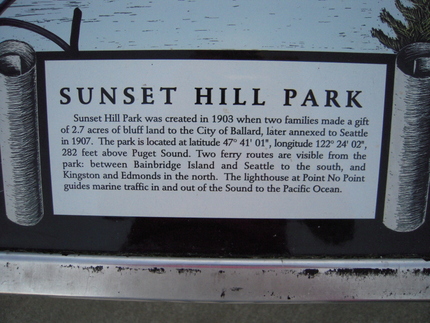 SUNSET HILL PARK
Sunset Hill Park was created in 1903 when two families made a gift
of 2.7 acres of bluff land to the City of Ballard, later annexed to Seattle
in 1907. The park is located at latitude 47° 41' 01", longitude 122° 24' 02",
282 feet above Puget Sound. Two ferry routes are visible from the
park: between Bainbridge Island and Seattle to the south, and
Kingston and Edmonds in the north. The lighthouse at Point No Point
guides marine traffic in and out of the Sound to the Pacific Ocean.